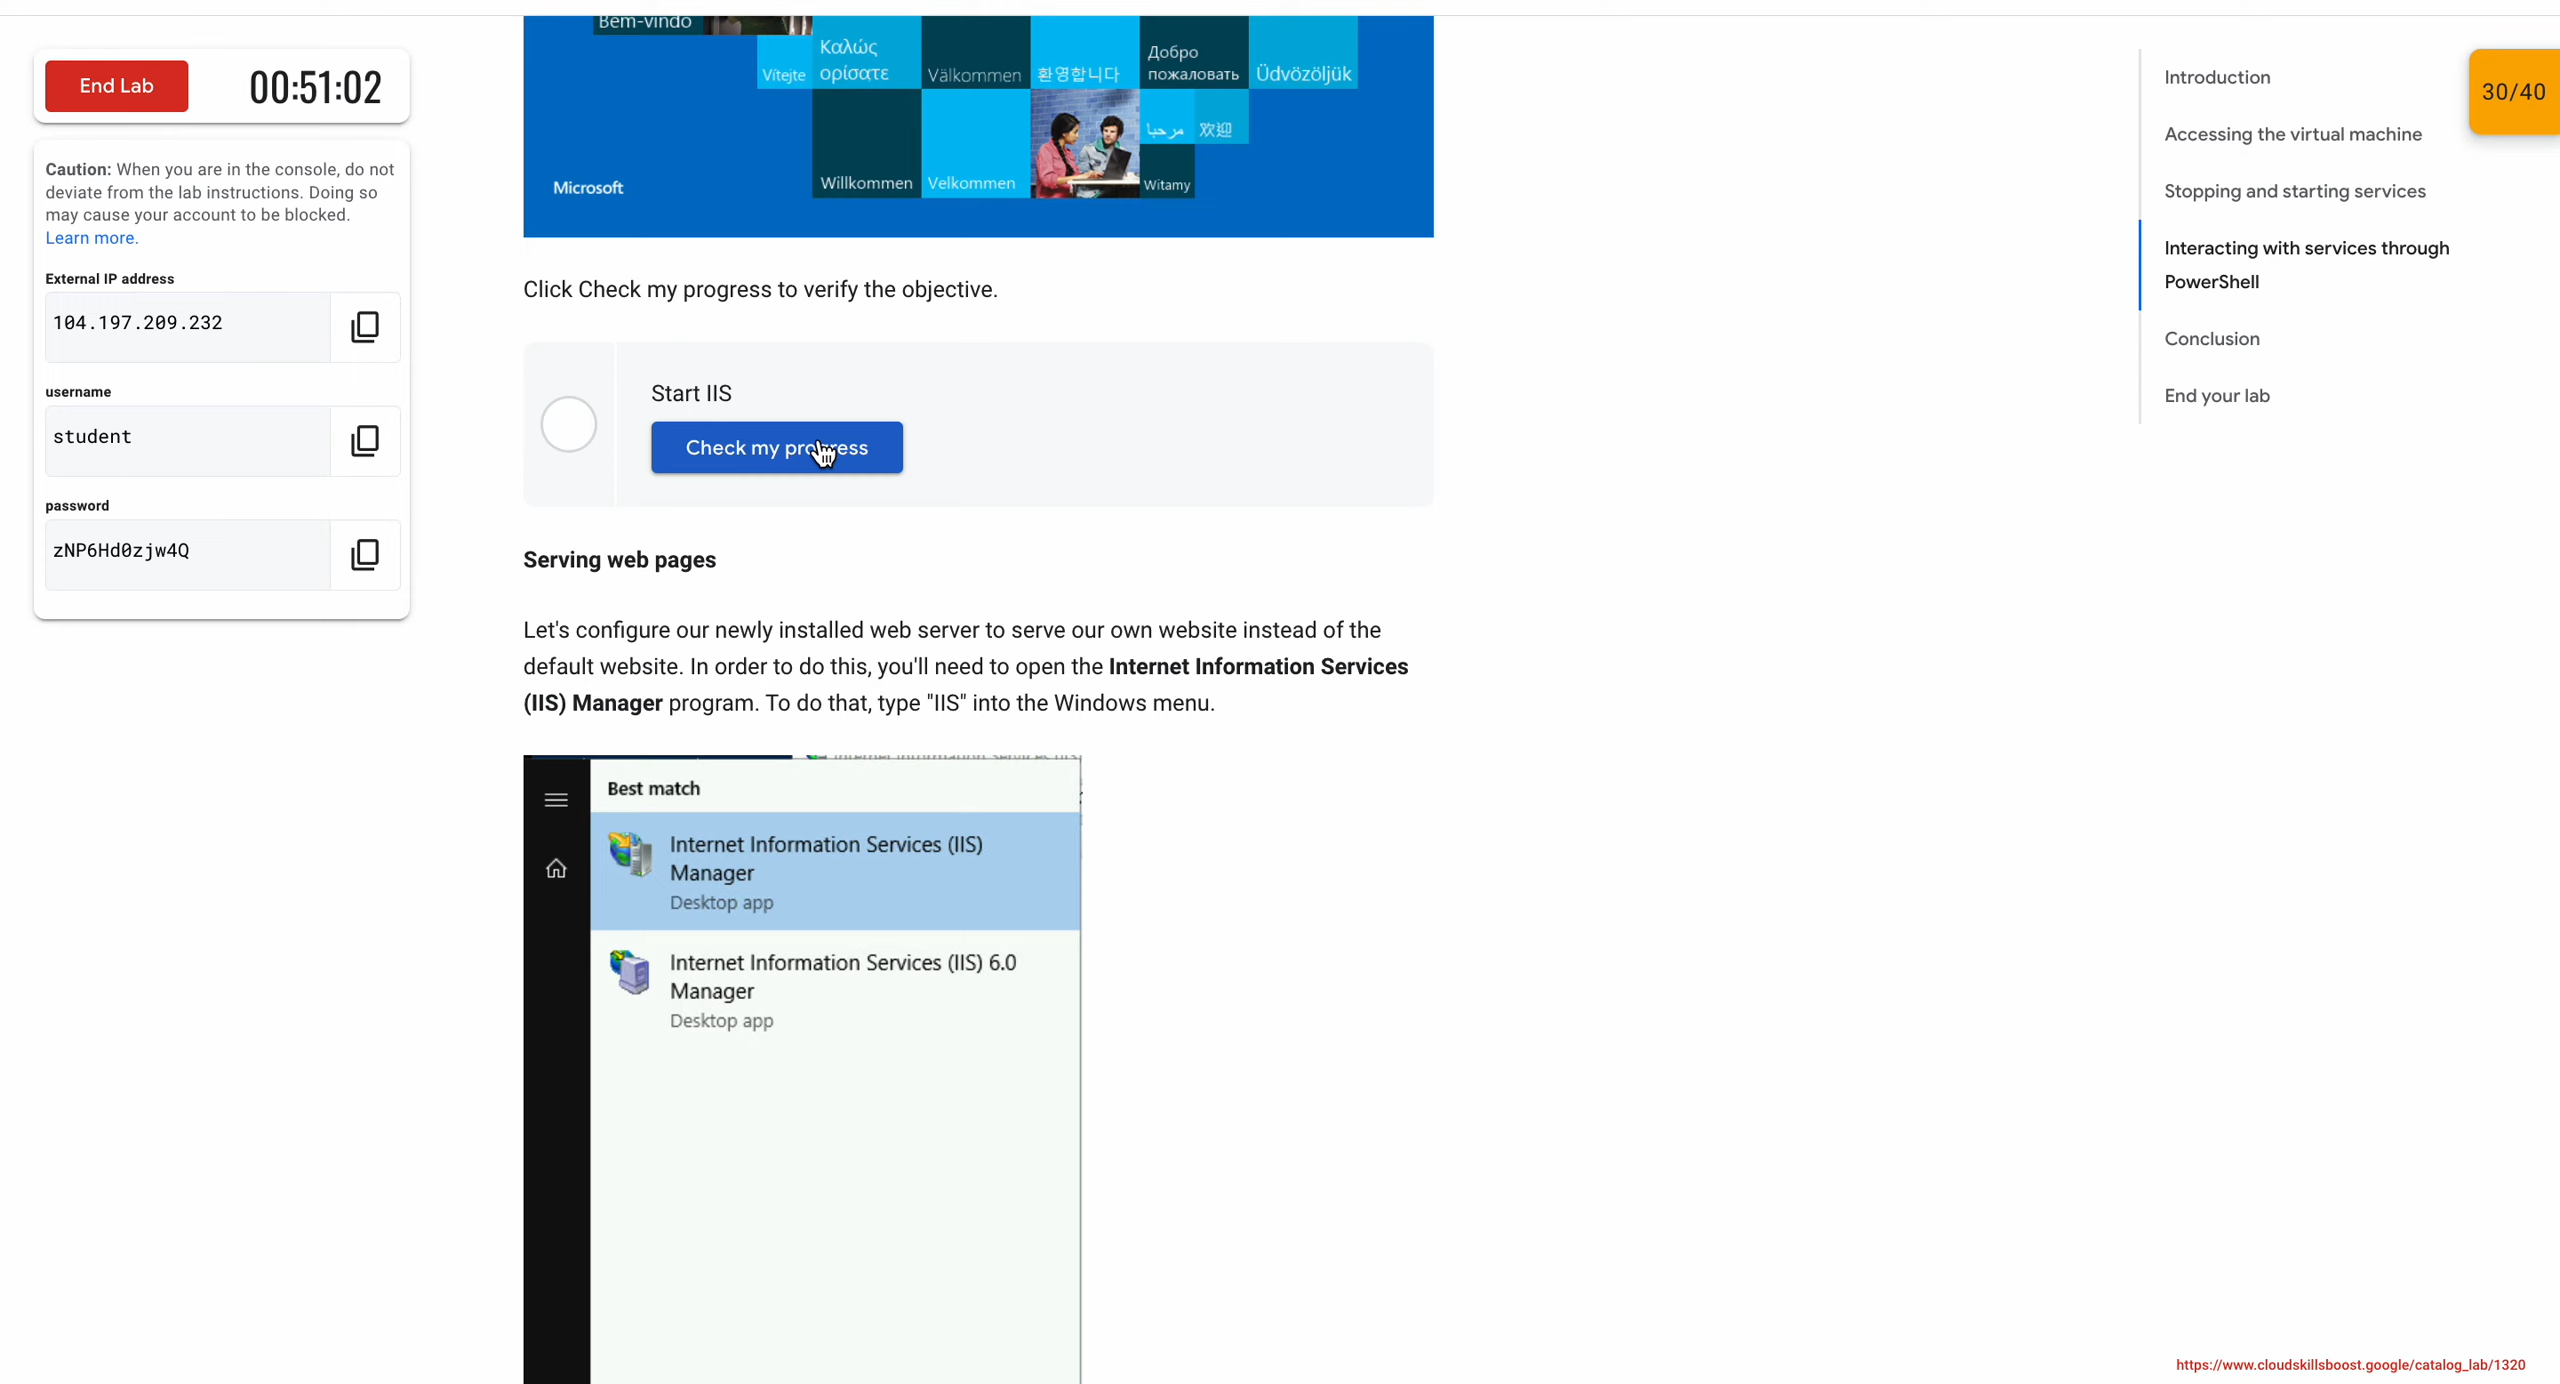 End Lab
00:51:02
Caution: When you are in the console, do not
deviate from the lab instructions. Doing so
may cause your account to be blocked.
Learn more.
External IP address
104.197.209.232
username
student
password
zNP6Hd0zjw4Q
Bem-vindo
Vítejte
Καλώς
ορίσατε
Välkommen
환영합니다
Добро
пожаловать
Üdvözöljük
مرحبا
欢迎
Microsoft
Willkommen
Velkommen
Witamy
Click Check my progress to verify the objective.
Start IIS
Check my progress
Serving web pages
Let's configure our newly installed web server to serve our own website instead of the
default website. In order to do this, you'll need to open the Internet Information Services
(IIS) Manager program. To do that, type "IIS" into the Windows menu.
Best match
Internet Information Services (IIS)
Manager
Desktop app
Internet Information Services (IIS) 6.0
Manager
Desktop app
Introduction
Accessing the virtual machine
Stopping and starting services
Interacting with services through
PowerShell
Conclusion
End your lab
30/40
https://www.cloudskillsboost.google/catalog_lab/1320